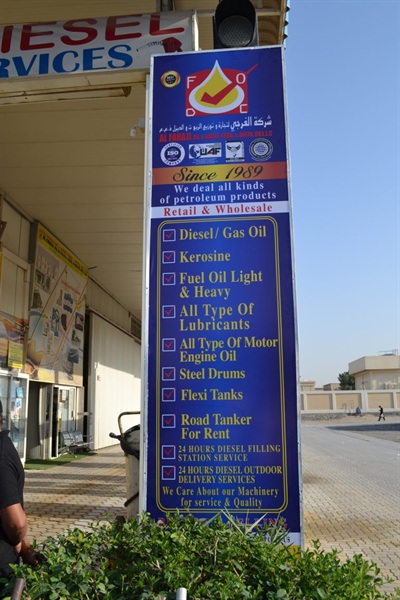 DIESEL
SERVICES
F O
D C
ISO
UAF
Since 1989
We deal all kinds
of petroleum products
Retail & Wholesale
Diesel/ Gas Oil
Kerosine
Fuel Oil Light
& Heavy
All Type Of
Lubricants
All Type Of Motor
Engine Oil
Steel Drums
Flexi Tanks
Road Tanker
For Rent
24 HOURS DIESEL FILLING
STATION SERVICE
24 HOURS DIESEL OUTDOOR
DELIVERY SERVICES
We Care About our Machinery
for service & Quality